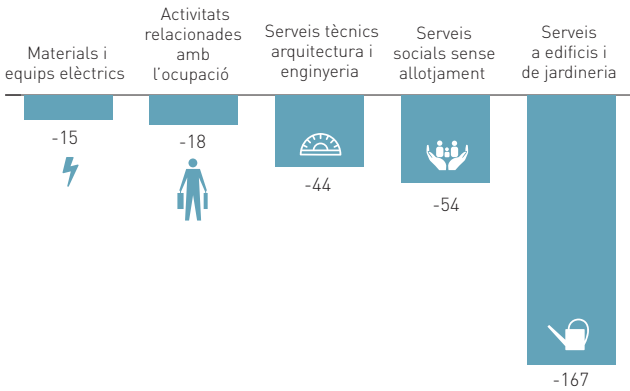 Materials i
equips elèctrics
Activitats
relacionades
amb
l’ocupació
Serveis tècnics
arquitectura i
enginyeria
Serveis
socials sense
allotjament
Serveis
a edificis i
de jardineria
-15
-18
-44
-54
-167